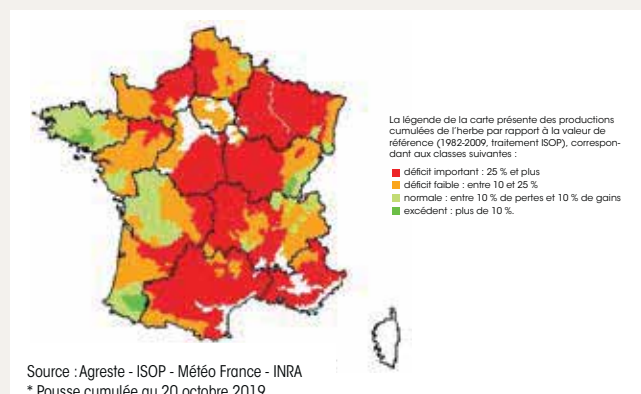 La légende de la carte présente des productions
cumulées de l'herbe par rapport à la valeur de
référence (1982-2009, traitement ISOP), correspon-
dant aux classes suivantes :
déficit important : 25 % et plus
déficit faible : entre 10 et 25 %
normale : entre 10 % de pertes et 10 % de gains
excédent : plus de 10 %.
Source : Agreste - ISOP - Météo France - INRA
* Pousse cumulée au 20 octobre 2019